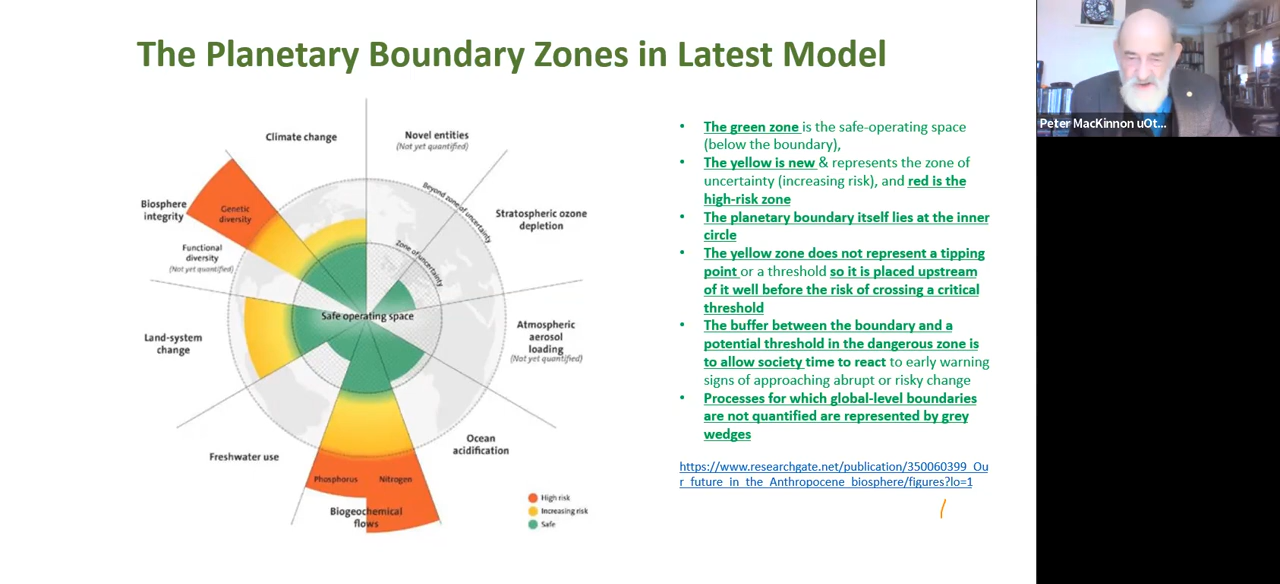 The Planetary Boundary Zones in Latest Model
Climate change
Novel entities
(Not yet quantified)
Biosphere
integrity
Genetic
diversity
Functional
diversity
(Not yet quantified)
Beyond zone of uncertainty
Zone of uncertainty
Stratospheric ozone
depletion
Safe operating space
Land-system
change
Atmospheric
aerosol
loading
(Not yet quantified)
Freshwater use
Ocean
acidification
Phosphorus
Nitrogen
Biogeochemical
flows
High risk
Increasing risk
Safe
• The green zone is the safe-operating space
(below the boundary),
• The yellow is new & represents the zone of
uncertainty (increasing risk), and red is the
high-risk zone
• The planetary boundary itself lies at the inner
circle
• The yellow zone does not represent a tipping
point or a threshold so it is placed upstream
of it well before the risk of crossing a critical
threshold
• The buffer between the boundary and a
potential threshold in the dangerous zone is
to allow society time to react to early warning
signs of approaching abrupt or risky change
• Processes for which global-level boundaries
are not quantified are represented by grey
wedges
https://www.researchgate.net/publication/350060399_Ou
r_future_in_the_Anthropocene_biosphere/figures?lo=1
Peter MacKinnon uOt...